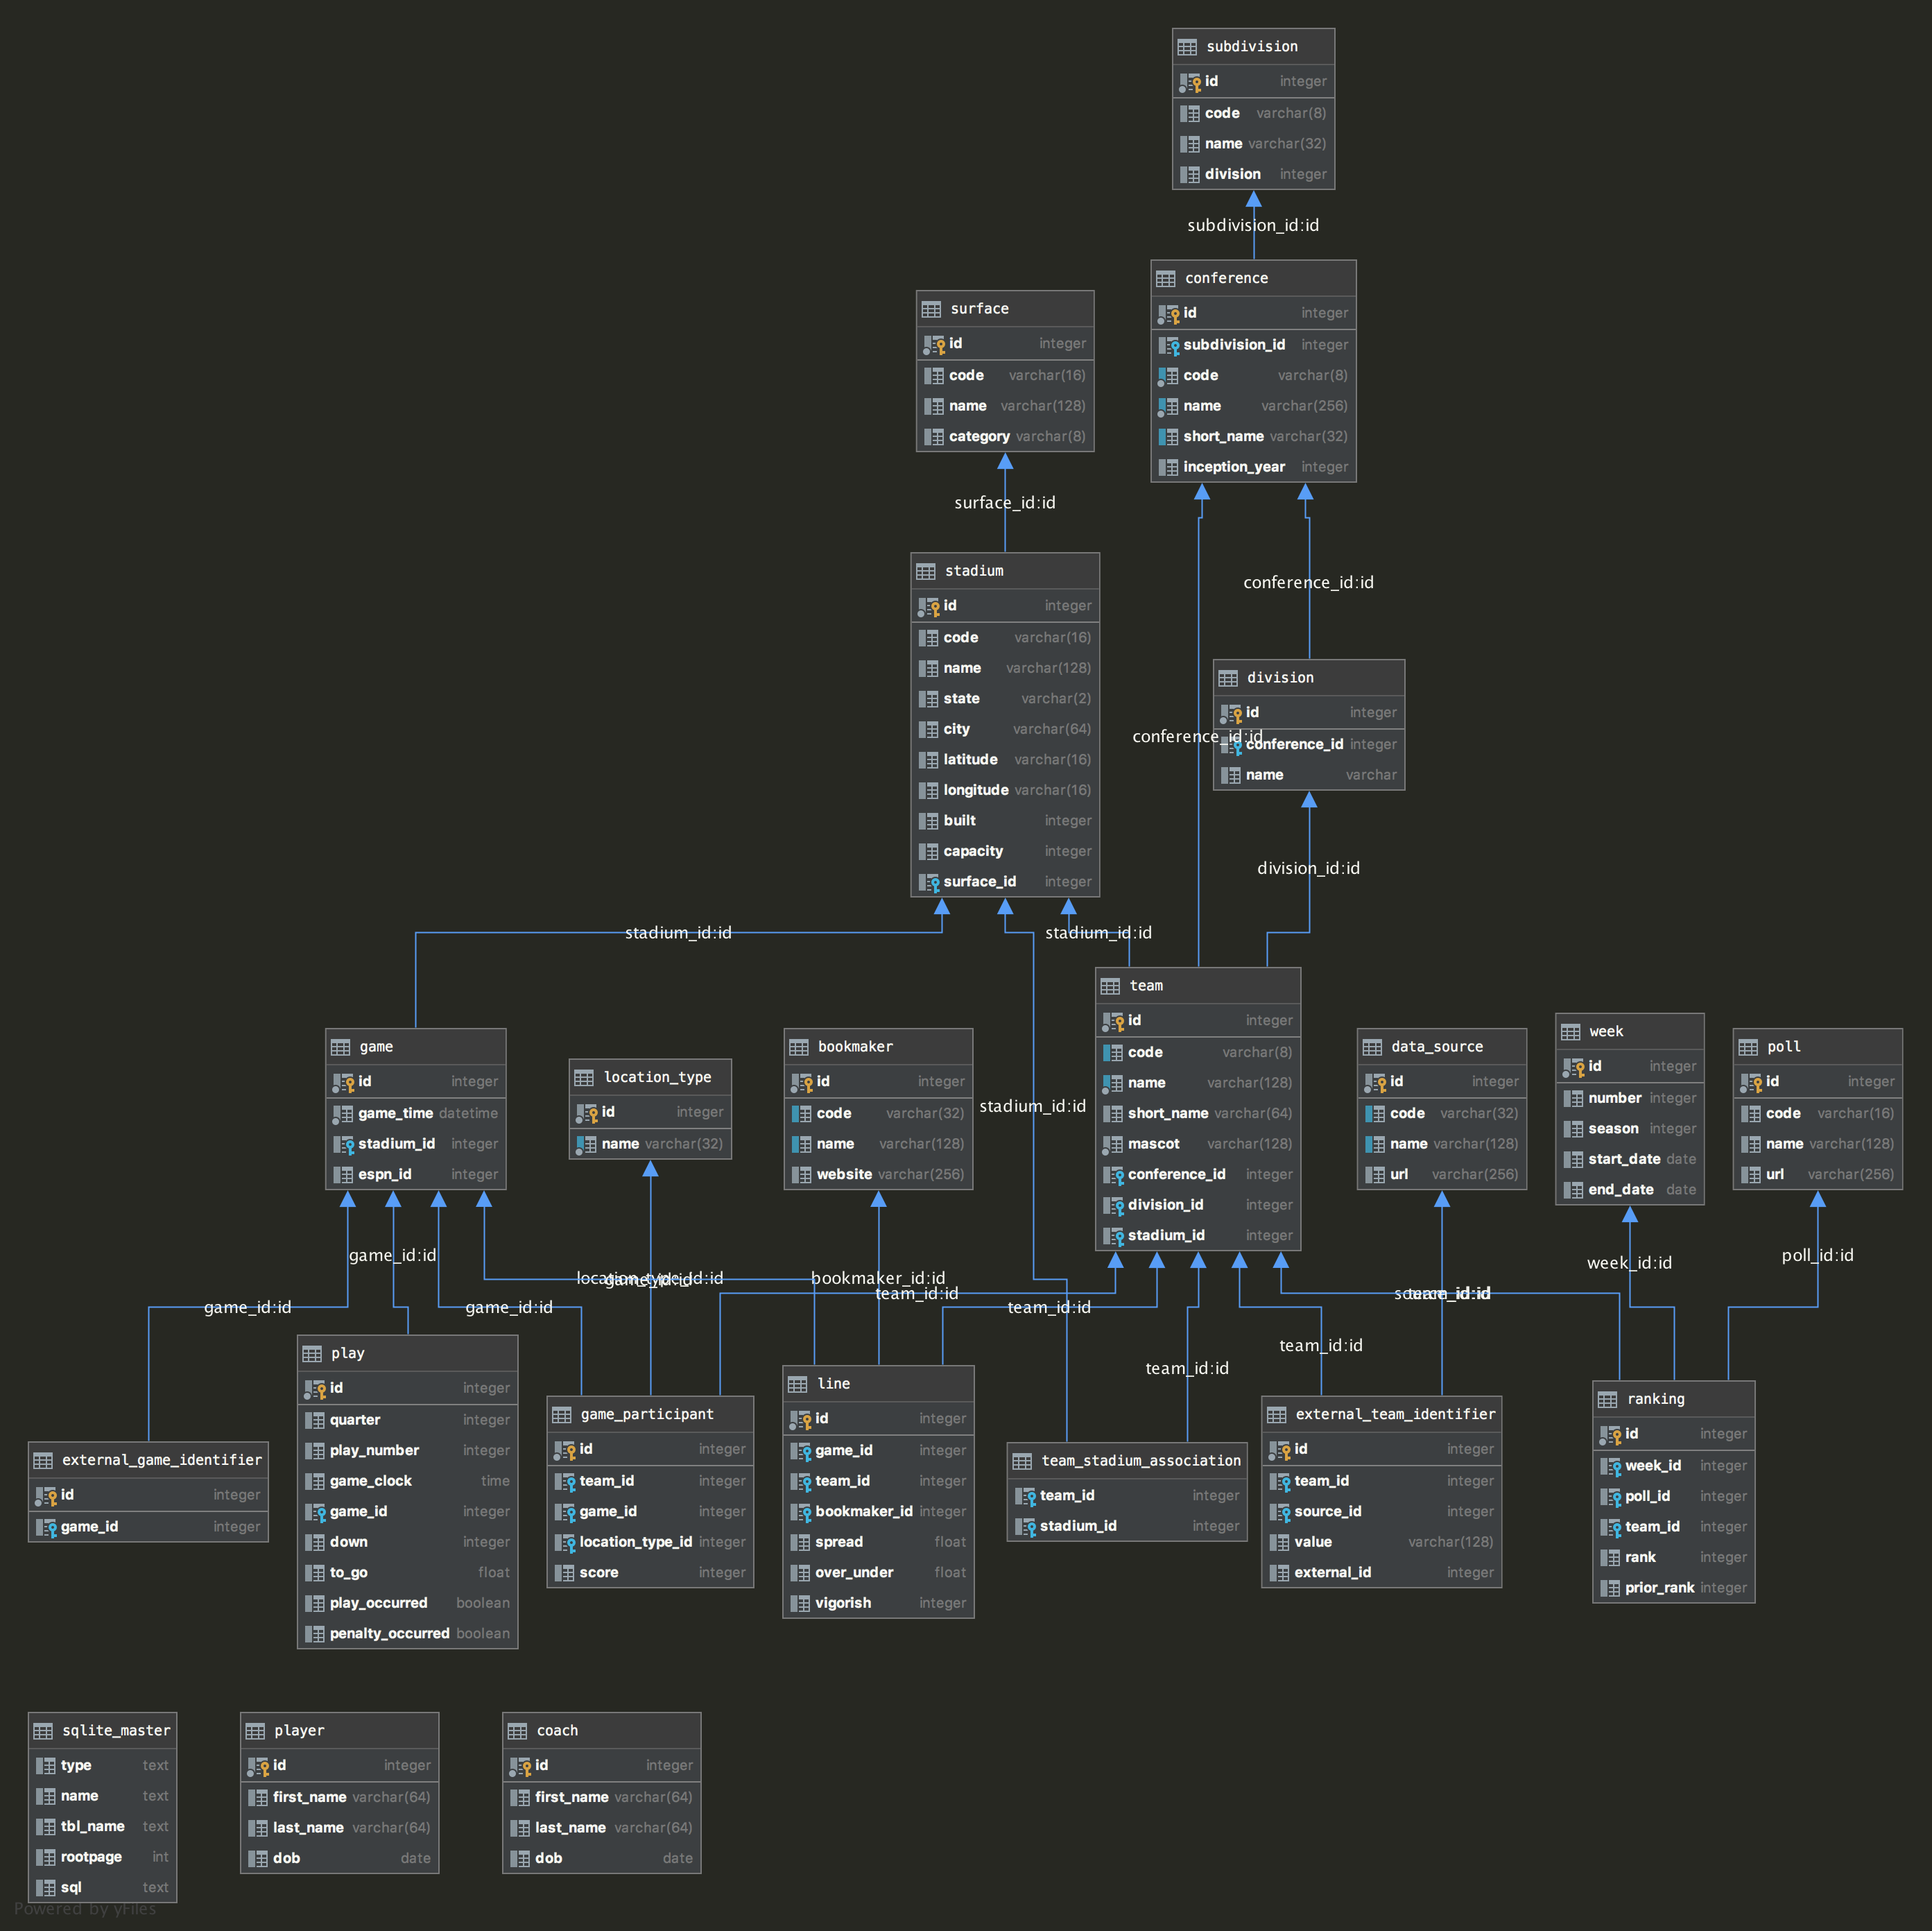 subdivision
id integer
code varchar(8)
name varchar(32)
division integer
subdivision_id:id
conference
id integer
subdivision_id integer
code varchar(8)
name varchar(256)
short_name varchar(32)
inception_year integer
surface
id integer
code varchar(16)
name varchar(128)
category varchar(8)
surface_id:id
conference_id:id
stadium
id integer
code varchar(16)
name varchar(128)
state varchar(2)
city varchar(64)
latitude varchar(16)
longitude varchar(16)
built integer
capacity integer
surface_id integer
division
id integer
conference_id integer
name varchar
conference_id:id
division_id:id
stadium_id:id
stadium_id:id
stadium_id:id
team
id integer
code varchar(8)
name varchar(128)
short_name varchar(64)
mascot varchar(128)
conference_id integer
division_id integer
stadium_id integer
game
id integer
game_time datetime
stadium_id integer
espn_id integer
location_type
id integer
name varchar(32)
bookmaker
id integer
code varchar(32)
name varchar(128)
website varchar(256)
data_source
id integer
code varchar(32)
name varchar(128)
url varchar(256)
week
id integer
number integer
season integer
start_date date
end_date date
poll
id integer
code varchar(16)
name varchar(128)
url varchar(256)
game_id:id
location_type_id:id
game_id:id
bookmaker_id:id
team_id:id
week_id:id
poll_id:id
game_id:id
game_id:id
team_id:id
source_id:id
team_id:id
team_id:id
team_id:id
external_game_identifier
id integer
game_id integer
play
id integer
quarter integer
play_number integer
game_clock time
game_id integer
down integer
to_go float
play_occurred boolean
penalty_occurred boolean
game_participant
id integer
team_id integer
game_id integer
location_type_id integer
score integer
line
id integer
game_id integer
team_id integer
bookmaker_id integer
spread float
over_under float
vigorish integer
team_stadium_association
team_id integer
stadium_id integer
external_team_identifier
id integer
team_id integer
source_id integer
value varchar(128)
external_id integer
ranking
id integer
week_id integer
poll_id integer
team_id integer
rank integer
prior_rank integer
sqlite_master
type text
name text
tbl_name text
rootpage int
sql text
player
id integer
first_name varchar(64)
last_name varchar(64)
dob date
coach
id integer
first_name varchar(64)
last_name varchar(64)
dob date
Powered by yFiles